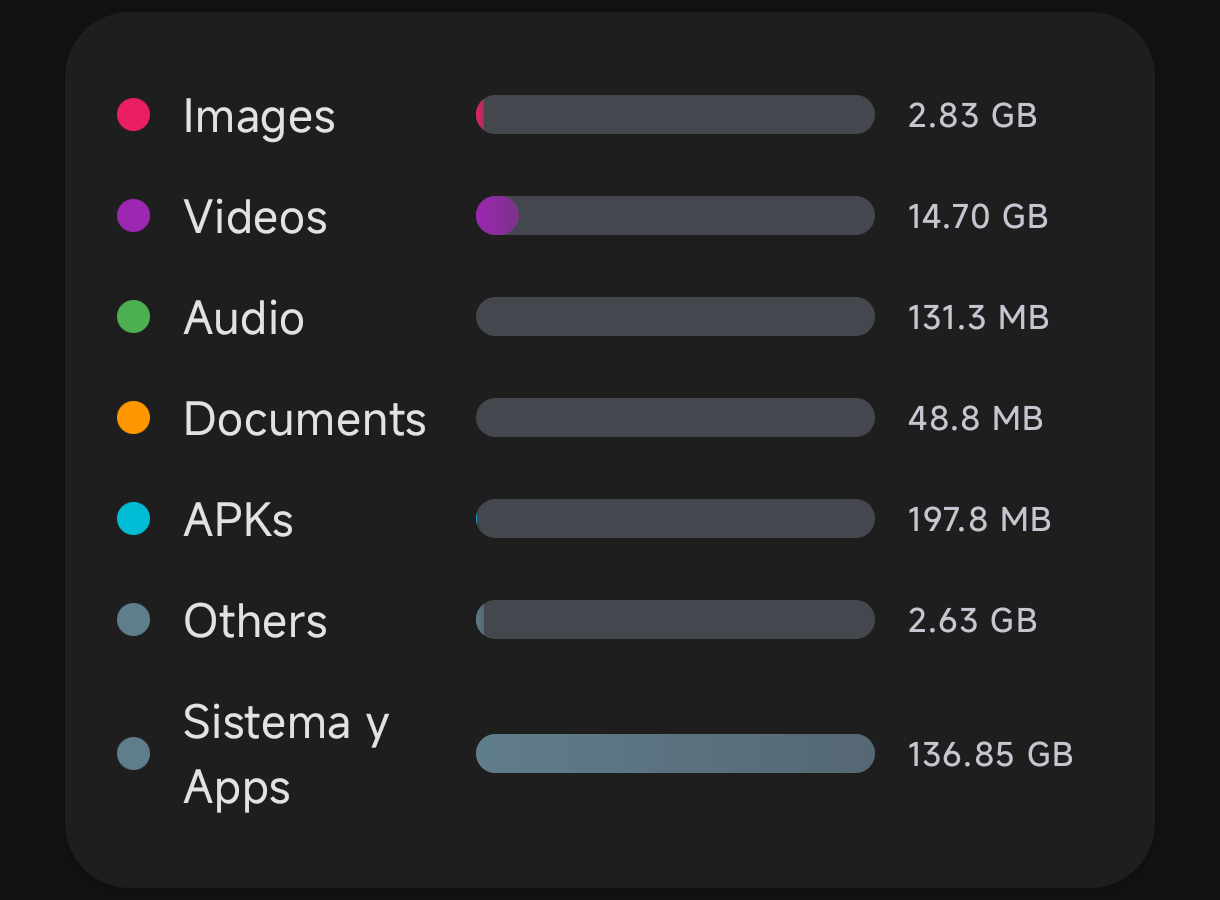 Images 2.83 GB
Videos 14.70 GB
Audio 131.3 MB
Documents 48.8 MB
APKs 197.8 MB
Others 2.63 GB
Sistema y
Apps 136.85 GB